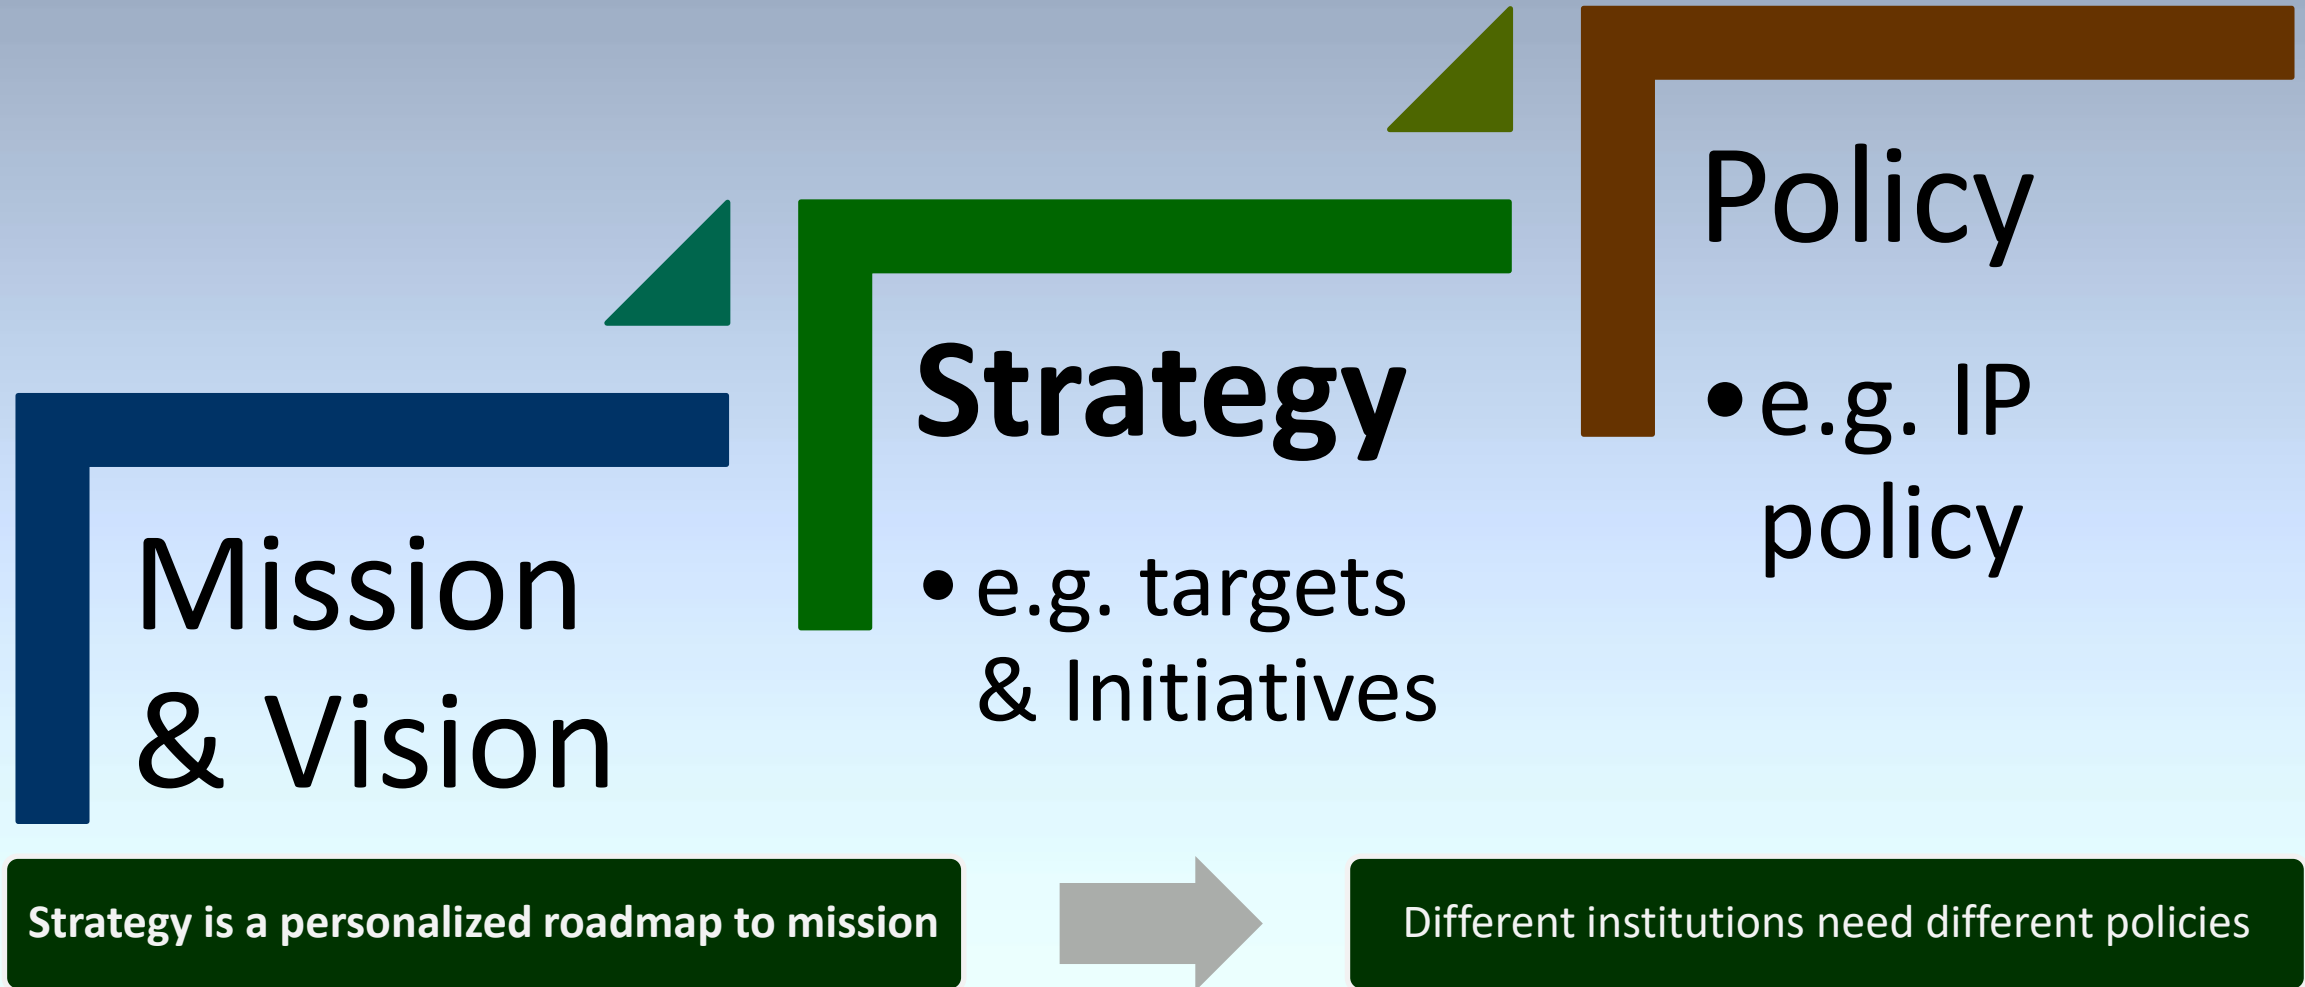 Mission
& Vision
Strategy
• e.g. targets
& Initiatives
Policy
• e.g. IP
policy
Strategy is a personalized roadmap to mission
Different institutions need different policies